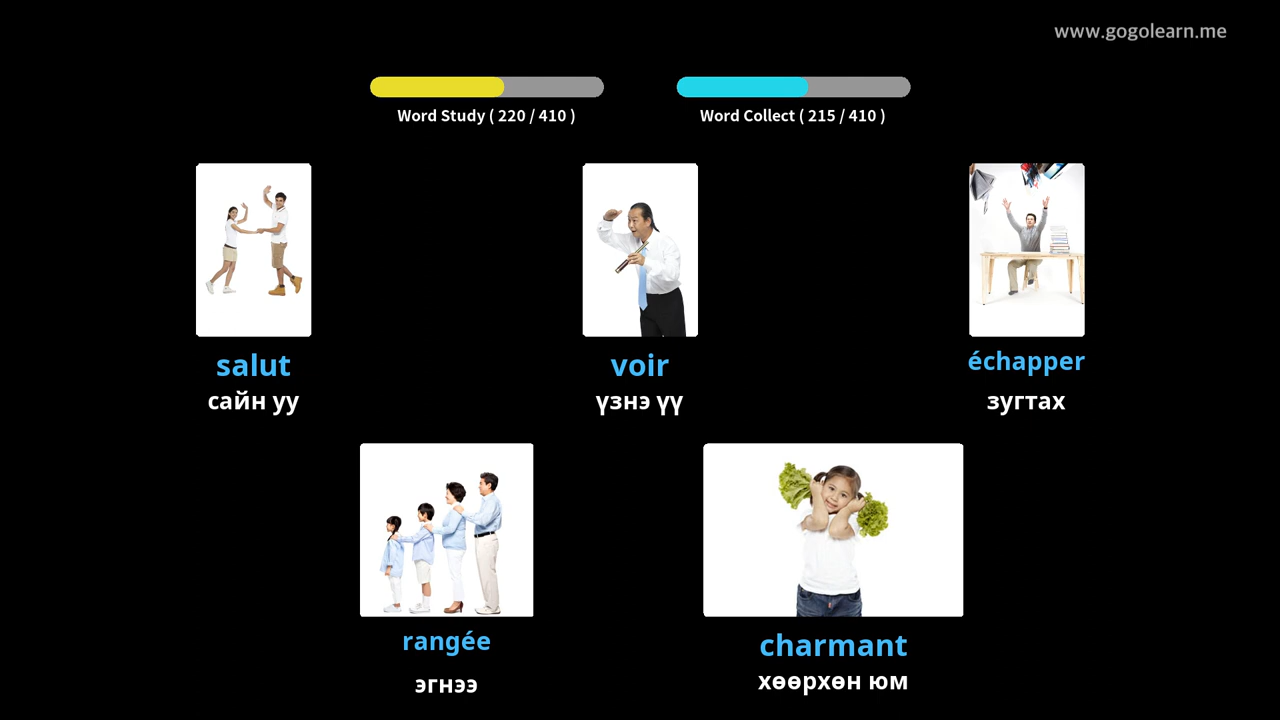 www.gogolearn.me
Word Study ( 220 / 410 )
Word Collect ( 215 / 410 )
salut
сайн уу
voir
үзнэ үү
échapper
зугтах
rangée
эгнээ
charmant
хөөрхөн юм